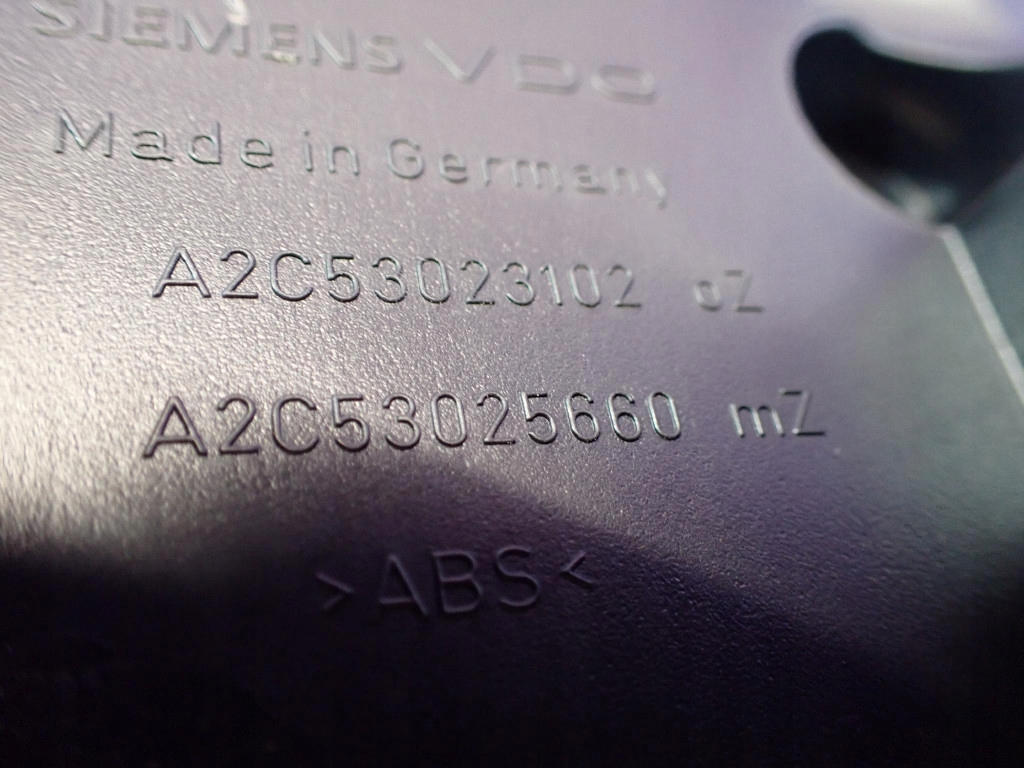 SIEMENS VDO
Made in Germany
A2C53023102 oZ
A2C53025660 mZ
>ABS<